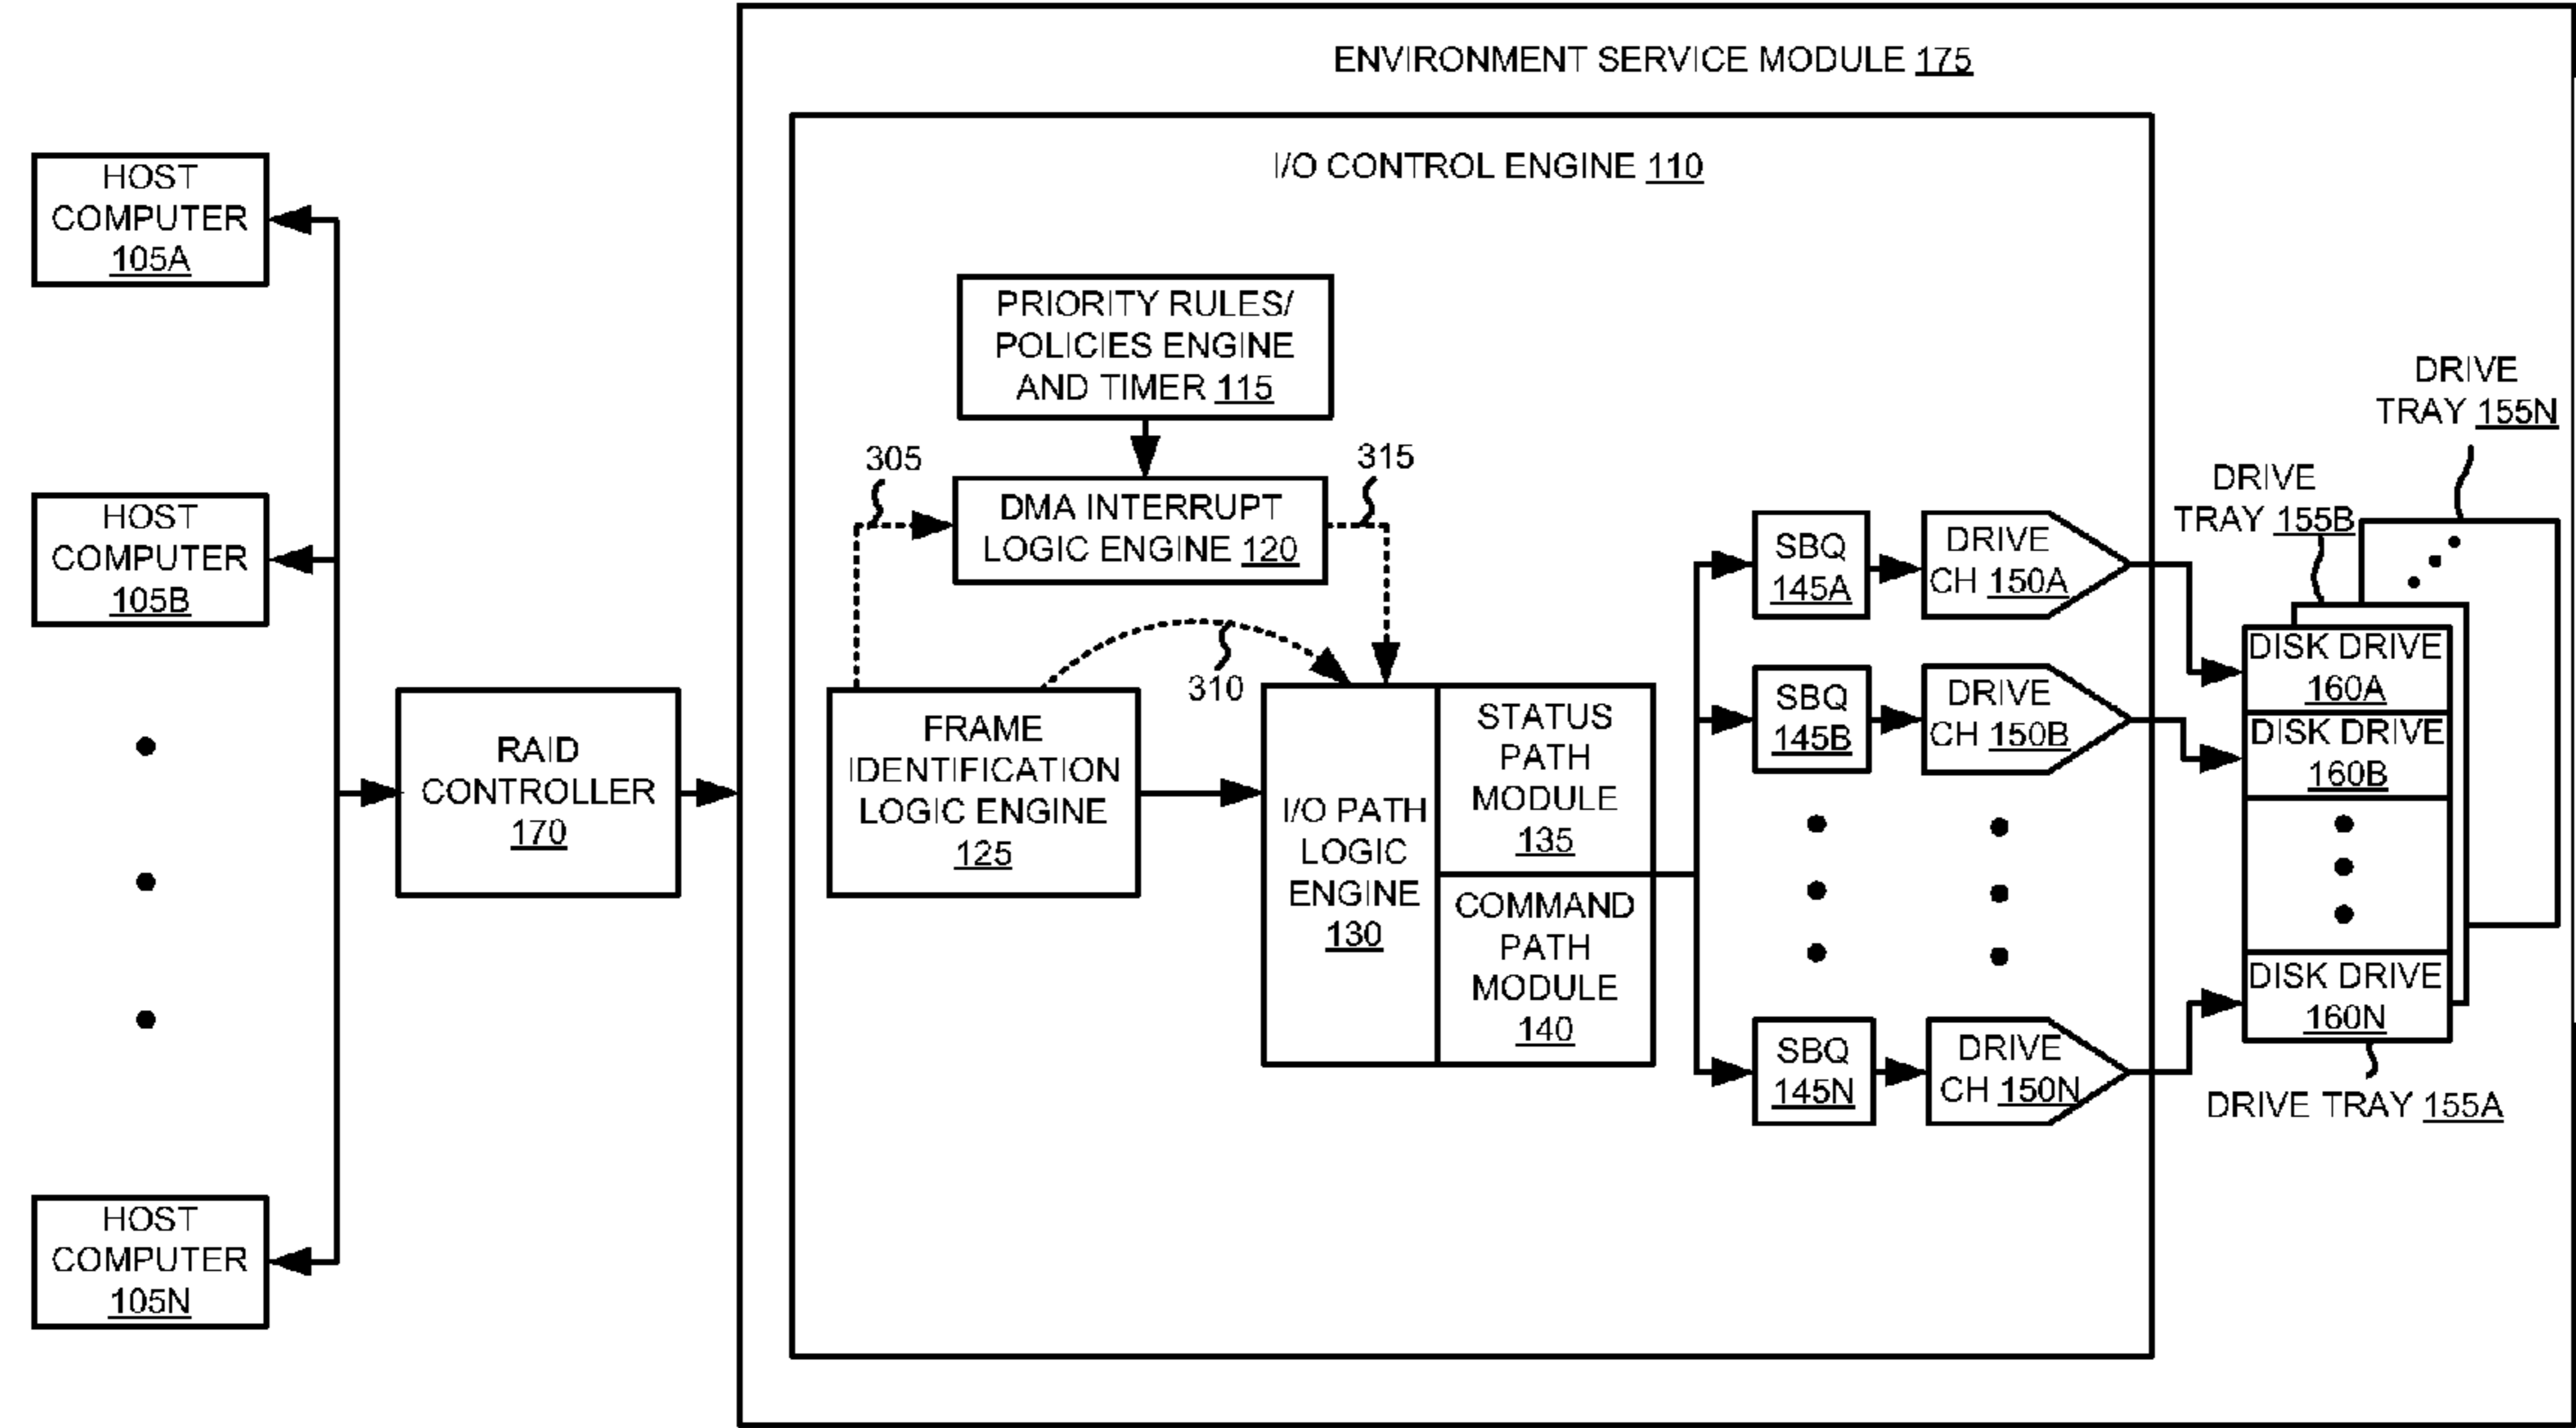 ENVIRONMENT SERVICE MODULE 175
I/O CONTROL ENGINE 110
HOST
COMPUTER
105A
HOST
COMPUTER
105B
HOST
COMPUTER
105N
RAID
CONTROLLER
170
PRIORITY RULES/
POLICIES ENGINE
AND TIMER 115
305
DMA INTERRUPT
LOGIC ENGINE 120
315
310
FRAME
IDENTIFICATION
LOGIC ENGINE
125
I/O PATH
LOGIC
ENGINE
130
STATUS
PATH
MODULE
135
COMMAND
PATH
MODULE
140
SBQ
145A
DRIVE
CH 150A
SBQ
145B
DRIVE
CH 150B
SBQ
145N
DRIVE
CH 150N
DRIVE
TRAY 155N
DRIVE
TRAY 155B
DISK DRIVE
160A
DISK DRIVE
160B
DISK DRIVE
160N
DRIVE TRAY 155A